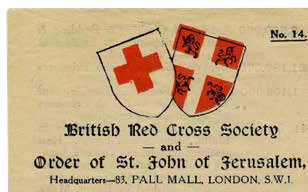 No. 14.
British Red Cross Society
— and —
Order of St. John of Jerusalem,
Headquarters—83, PALL MALL, LONDON, S.W.1.